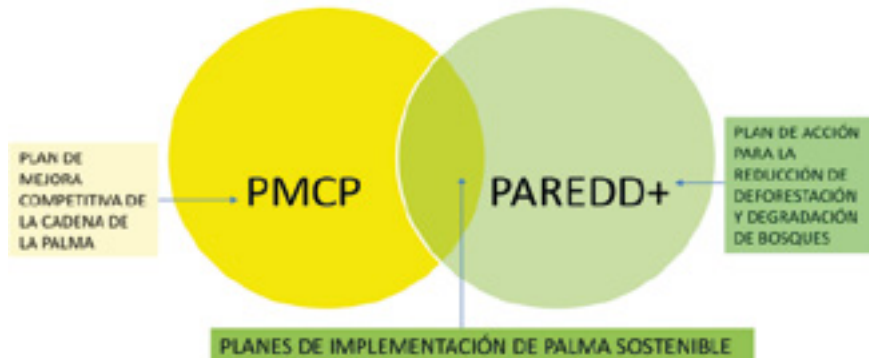 PLAN DE
MEJORA
COMPETITIVA DE
LA CADENA DE
LA PALMA
PMCP
PAREDD+
PLAN DE ACCIÓN
PARA LA
REDUCCIÓN DE
DEFORESTACIÓN
Y DEGRADACIÓN
DE BOSQUES
PLANES DE IMPLEMENTACIÓN DE PALMA SOSTENIBLE